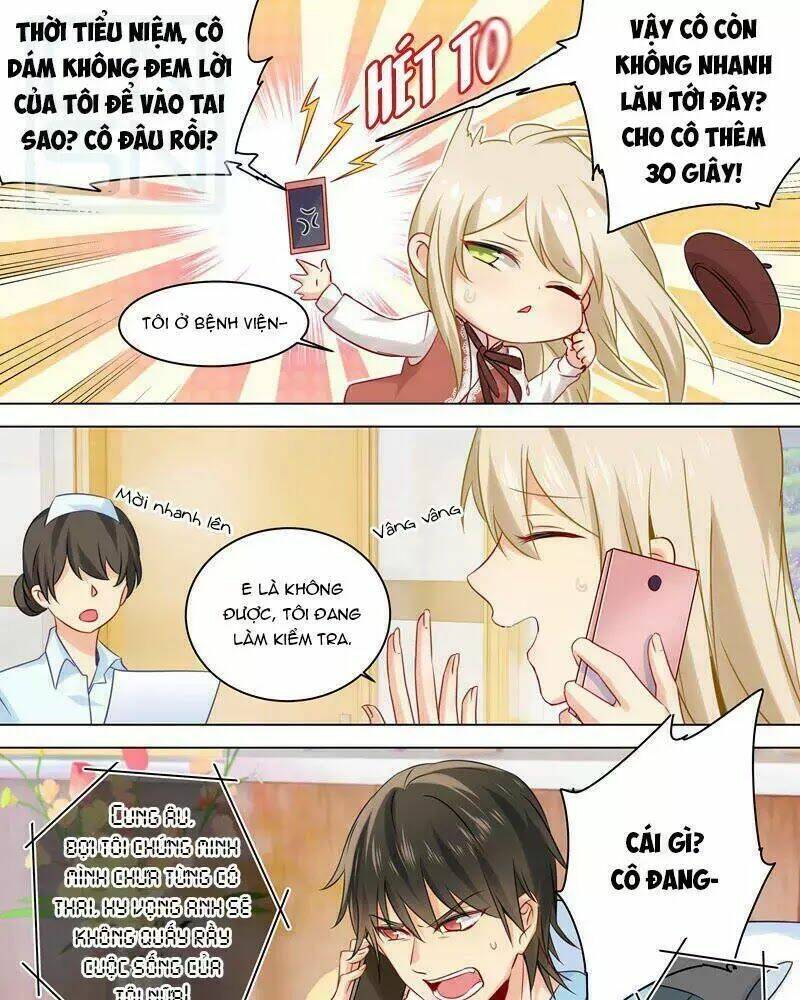 THỜI TIỂU NIỆM, CÔ
DÁM KHÔNG ĐEM LỜI
CỦA TÔI ĐỂ VÀO TAI
SAO? CÔ ĐÂU RỒI?
HÉT TO
VẬY CÔ CÒN
KHÔNG NHANH
LĂN TỚI ĐÂY?
CHO CÔ THÊM
30 GIÂY!
TÔI Ở BỆNH VIỆN-
Mời nhanh lên
Vâng vâng
E LÀ KHÔNG
ĐƯỢC, TÔI ĐANG
LÀM KIỂM TRA.
CÁI GÌ?
CÔ ĐANG-
CUNG ÂU,
ĐỢI TÔI CHỨNG MINH
MÌNH CHƯA TỪNG CÓ
THAI, HY VỌNG ANH SẼ
KHÔNG QUẤY RẦY
CUỘC SỐNG CỦA
TÔI NỮA!